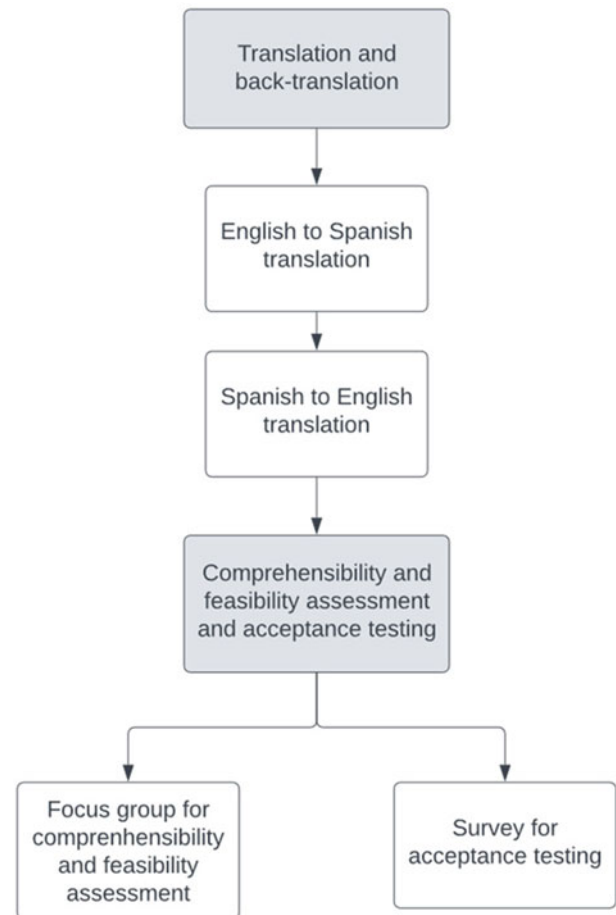 Translation and
back-translation
English to Spanish
translation
Spanish to English
translation
Comprehensibility and
feasibility assessment
and acceptance testing
Focus group for
comprenhensibility
and feasibility
assessment
Survey for
acceptance testing